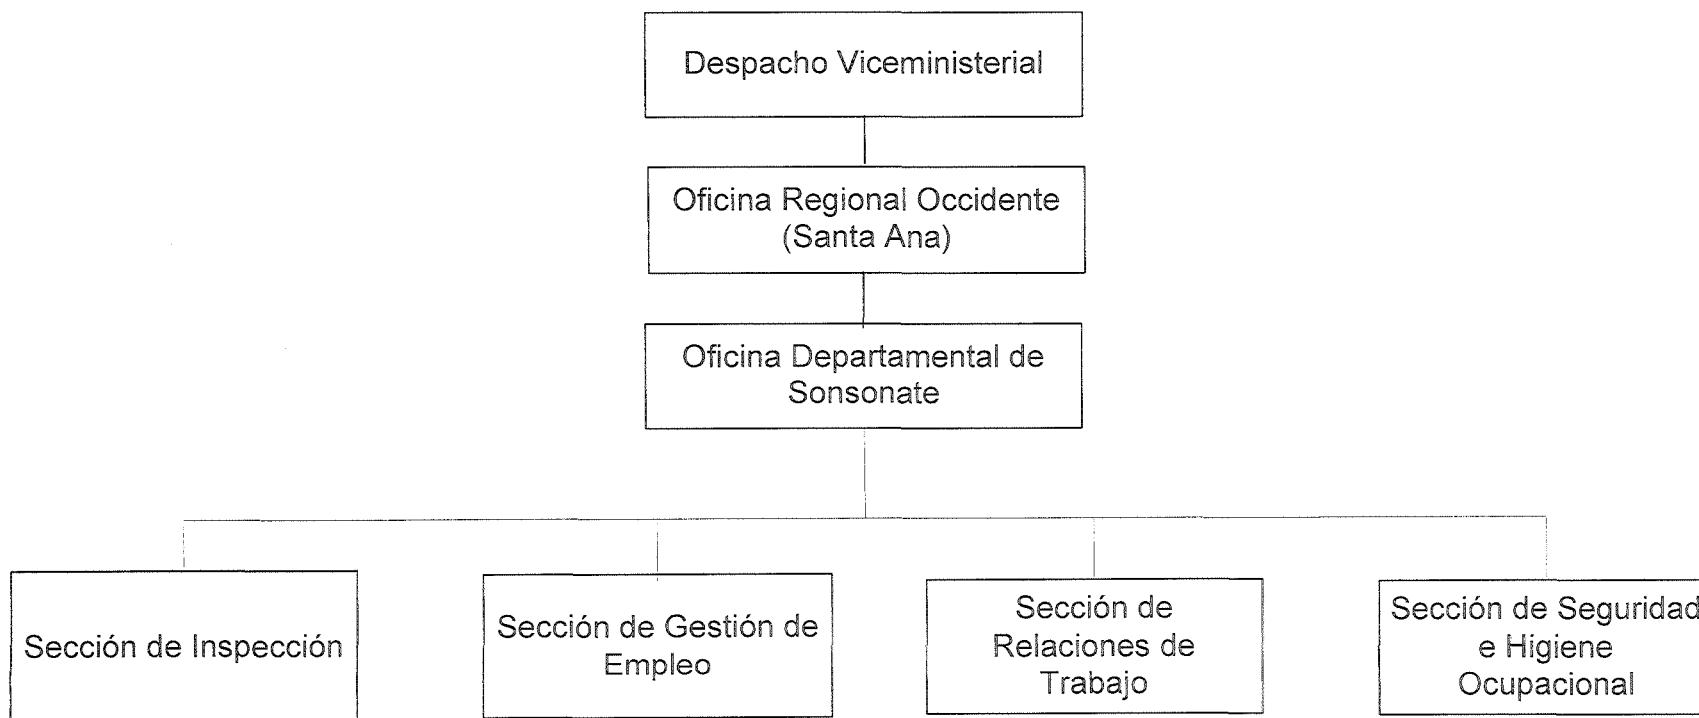 Despacho Viceministerial
Oficina Regional Occidente
(Santa Ana)
Oficina Departamental de
Sonsonate
Sección de Inspección
Sección de Gestión de
Empleo
Sección de
Relaciones de
Trabajo
Sección de Seguridad
e Higiene
Ocupacional